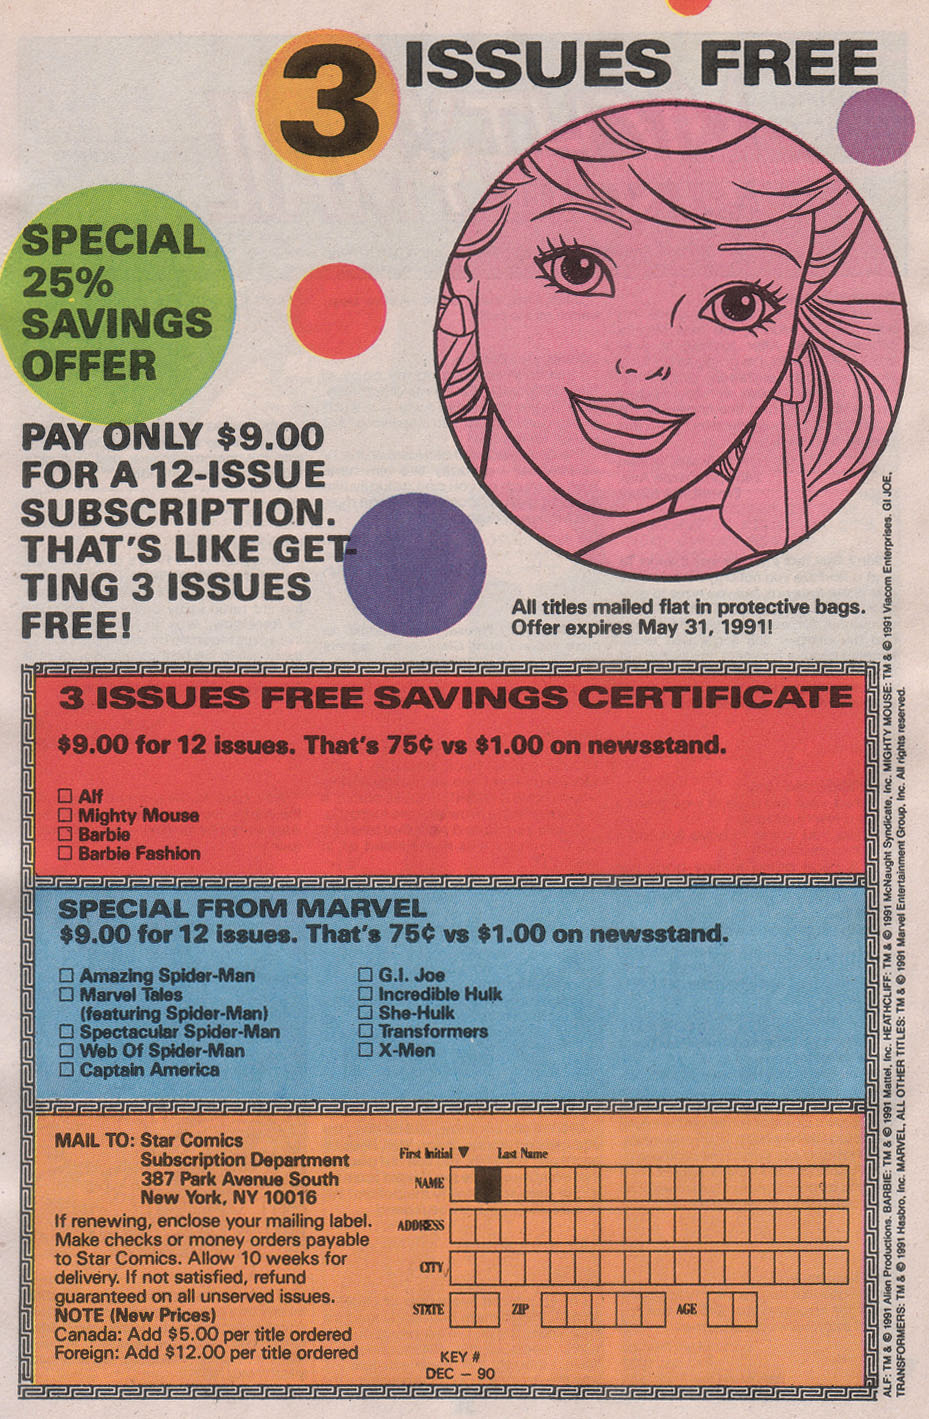 3 ISSUES FREE
SPECIAL
25%
SAVINGS
OFFER
PAY ONLY $9.00
FOR A 12-ISSUE
SUBSCRIPTION.
THAT'S LIKE GET-
TING 3 ISSUES
FREE!
All titles mailed flat in protective bags.
Offer expires May 31, 1991!
3 ISSUES FREE SAVINGS CERTIFICATE
$9.00 for 12 issues. That's 75¢ vs $1.00 on newsstand.
Alf
Mighty Mouse
Barbie
Barbie Fashion
SPECIAL FROM MARVEL
$9.00 for 12 issues. That's 75¢ vs $1.00 on newsstand.
Amazing Spider-Man
Marvel Tales
(featuring Spider-Man)
Spectacular Spider-Man
Web Of Spider-Man
Captain America
G.I. Joe
Incredible Hulk
She-Hulk
Transformers
X-Men
MAIL TO: Star Comics
Subscription Department
387 Park Avenue South
New York, NY 10016
If renewing, enclose your mailing label.
Make checks or money orders payable
to Star Comics. Allow 10 weeks for
delivery. If not satisfied, refund
guaranteed on all unserved issues.
NOTE (New Prices)
Canada: Add $5.00 per title ordered
Foreign: Add $12.00 per title ordered
First Initial ▼ Last Name
NAME
ADDRESS
CITY
STATE ZIP AGE
KEY #
DEC – 90
ALF: TM & © 1991 Alien Productions. BARBIE: TM & © 1991 Mattel, Inc. HEATHCLIFF: TM & © 1991 McNaught Syndicate, Inc. MIGHTY MOUSE: TM & © 1991 Viacom Enterprises. GI JOE,
TRANSFORMERS: TM & © 1991 Hasbro, Inc. MARVEL, ALL OTHER TITLES: TM & © 1991 Marvel Entertainment Group, Inc. All rights reserved.